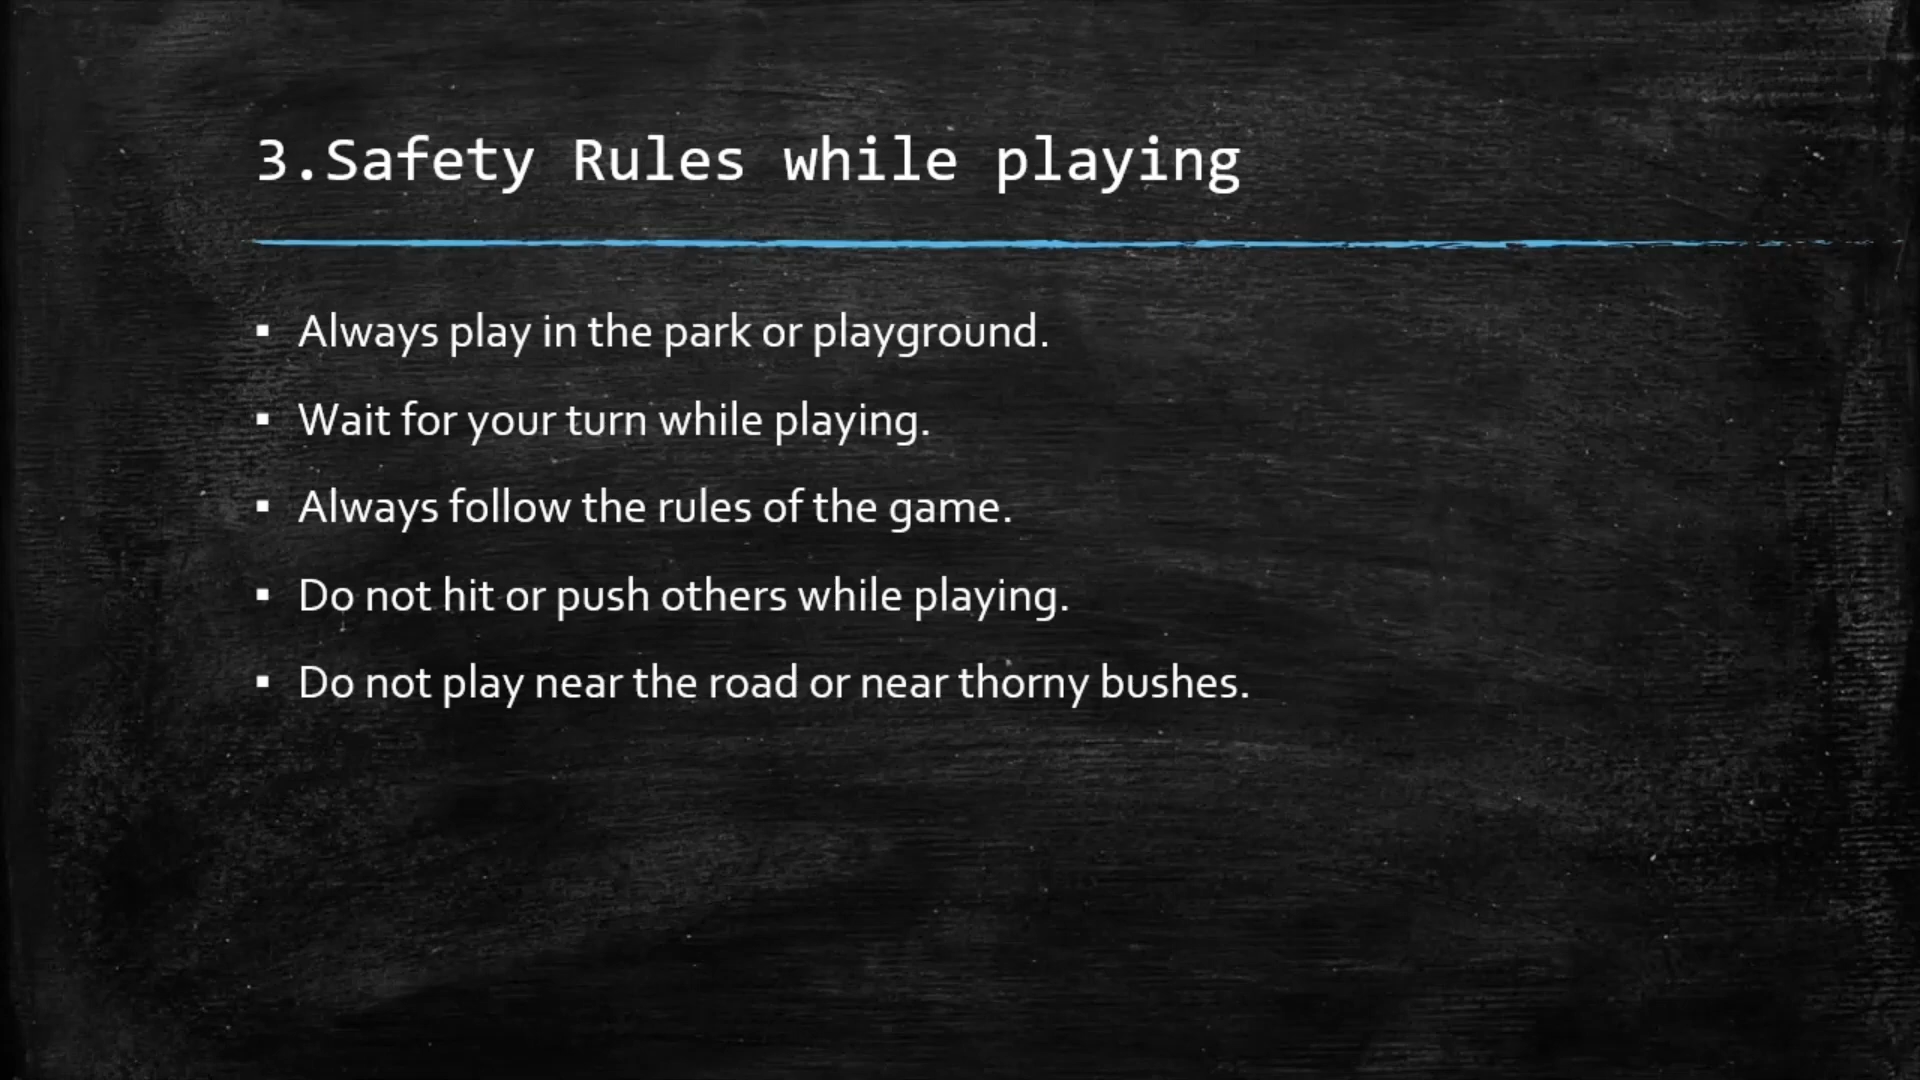 3.Safety Rules while playing
▪ Always play in the park or playground.
▪ Wait for your turn while playing.
▪ Always follow the rules of the game.
▪ Do not hit or push others while playing.
▪ Do not play near the road or near thorny bushes.